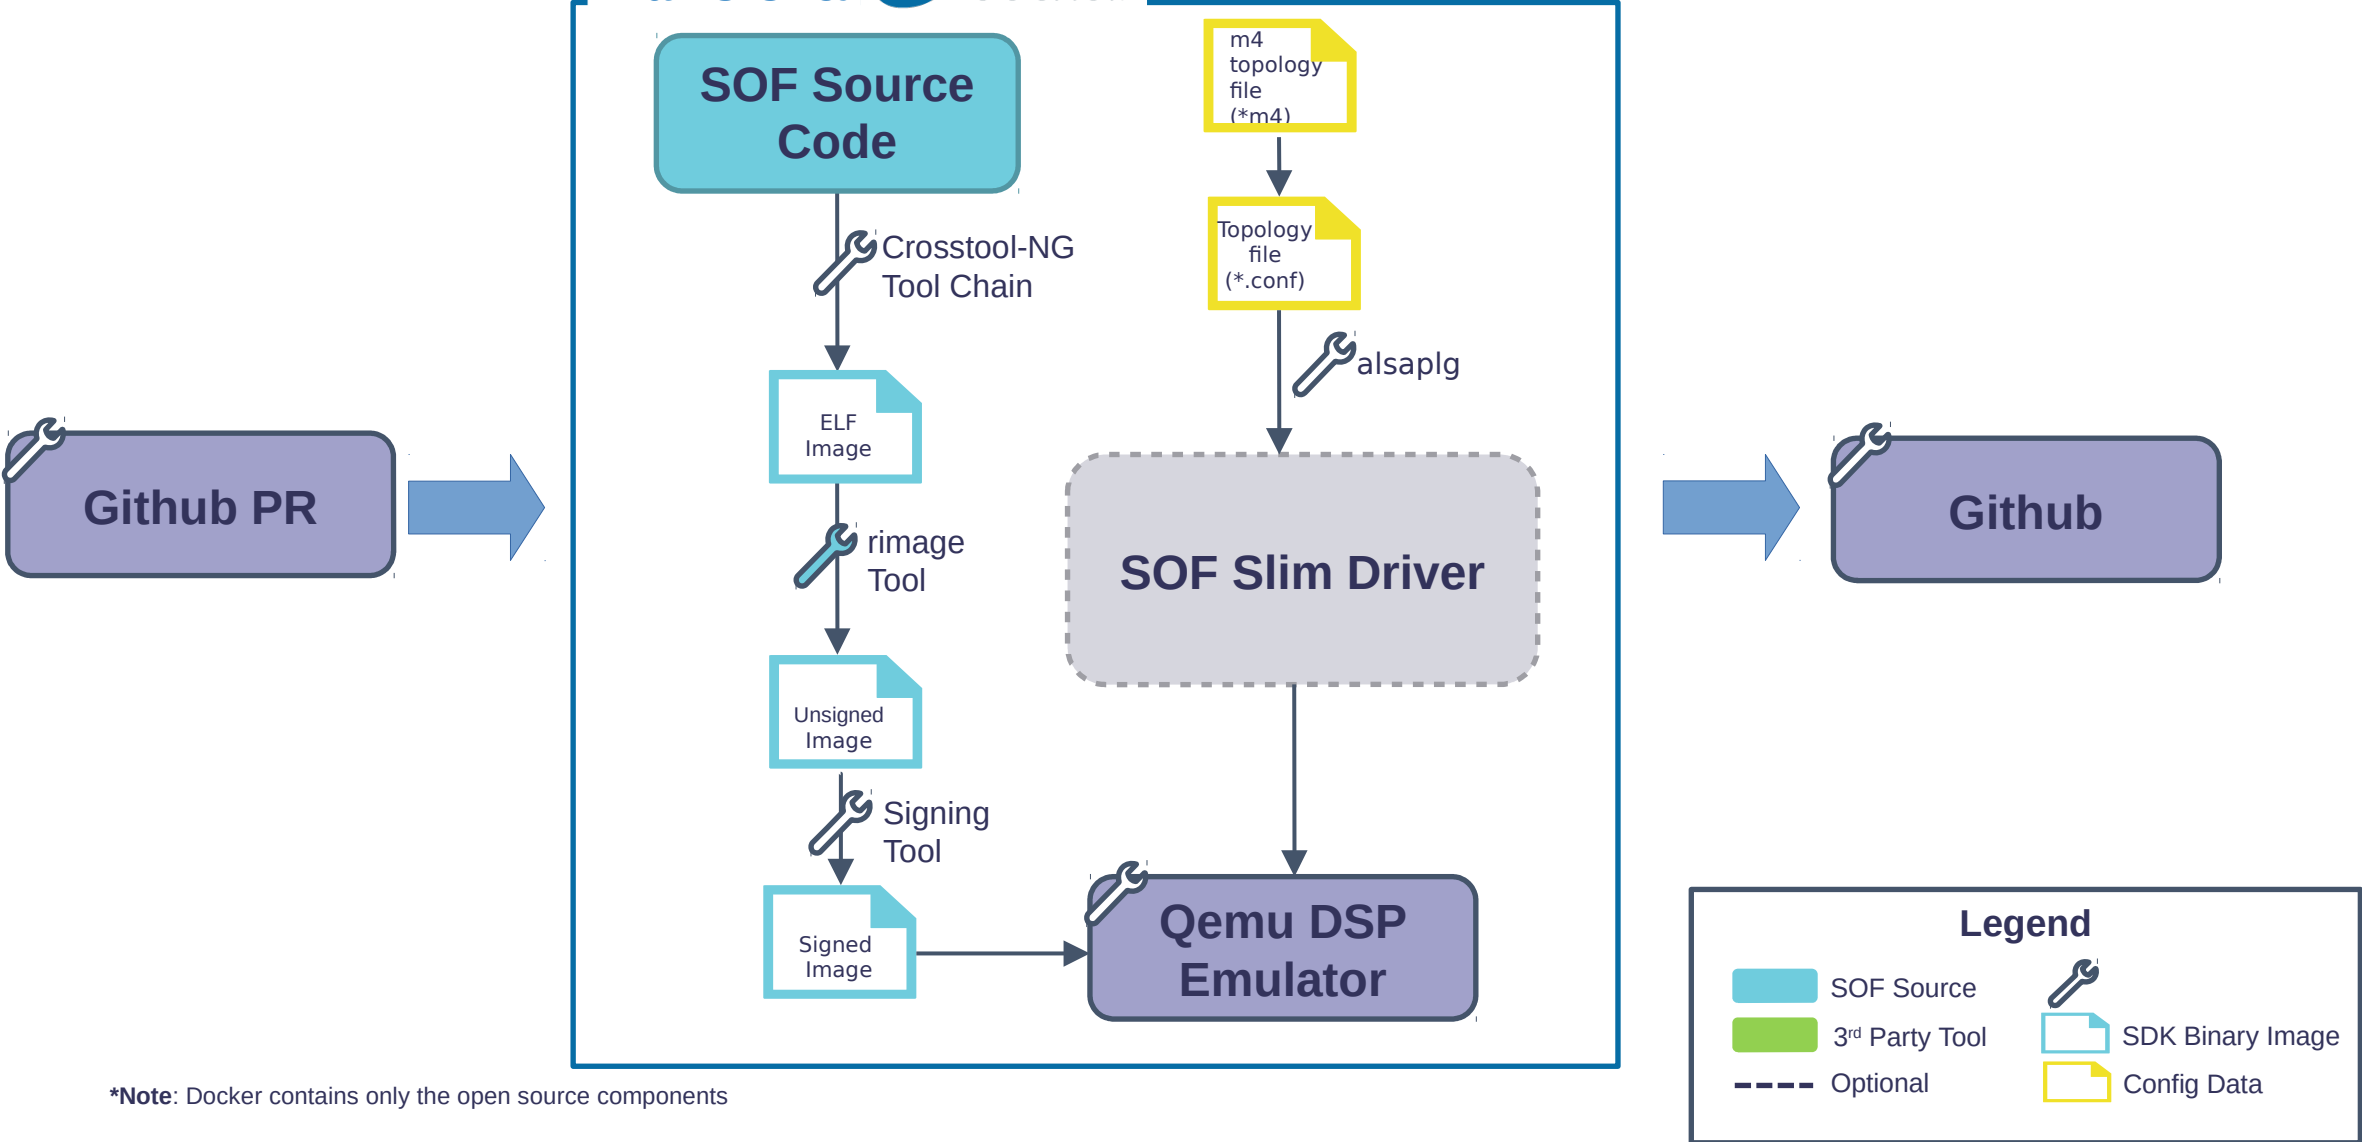 SOF Source
Code
m4
topology
file
(*m4)
Topology
file
(*.conf)
Crosstool-NG
Tool Chain
alsaplg
ELF
Image
Github PR
rimage
Tool
SOF Slim Driver
Github
Unsigned
Image
Signing
Tool
Signed
Image
Qemu DSP
Emulator
Legend
SOF Source
3rd Party Tool
SDK Binary Image
Optional
Config Data
*Note: Docker contains only the open source components